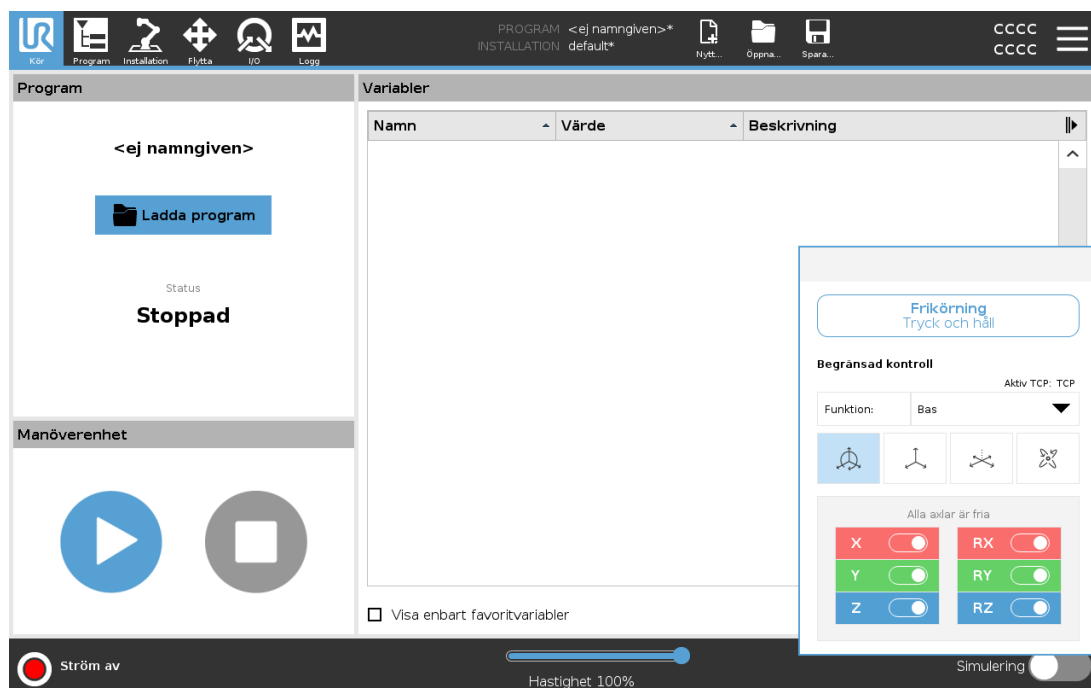 UR
Kör
Program
Installation
Flytta
I/O
Logg
PROGRAM <ej namngiven>*
INSTALLATION default*
Nytt...
Öppna...
Spara...
CCCC
CCCC
Program
<ej namngiven>
Ladda program
Status
Stoppad
Manöverenhet
Variabler
Namn Värde Beskrivning
Visa enbart favoritvariabler
Frikörning
Tryck och håll
Begränsad kontroll
Aktiv TCP: TCP
Funktion: Bas
Alla axlar är fria
X RX
Y RY
Z RZ
Ström av
Hastighet 100%
Simulering